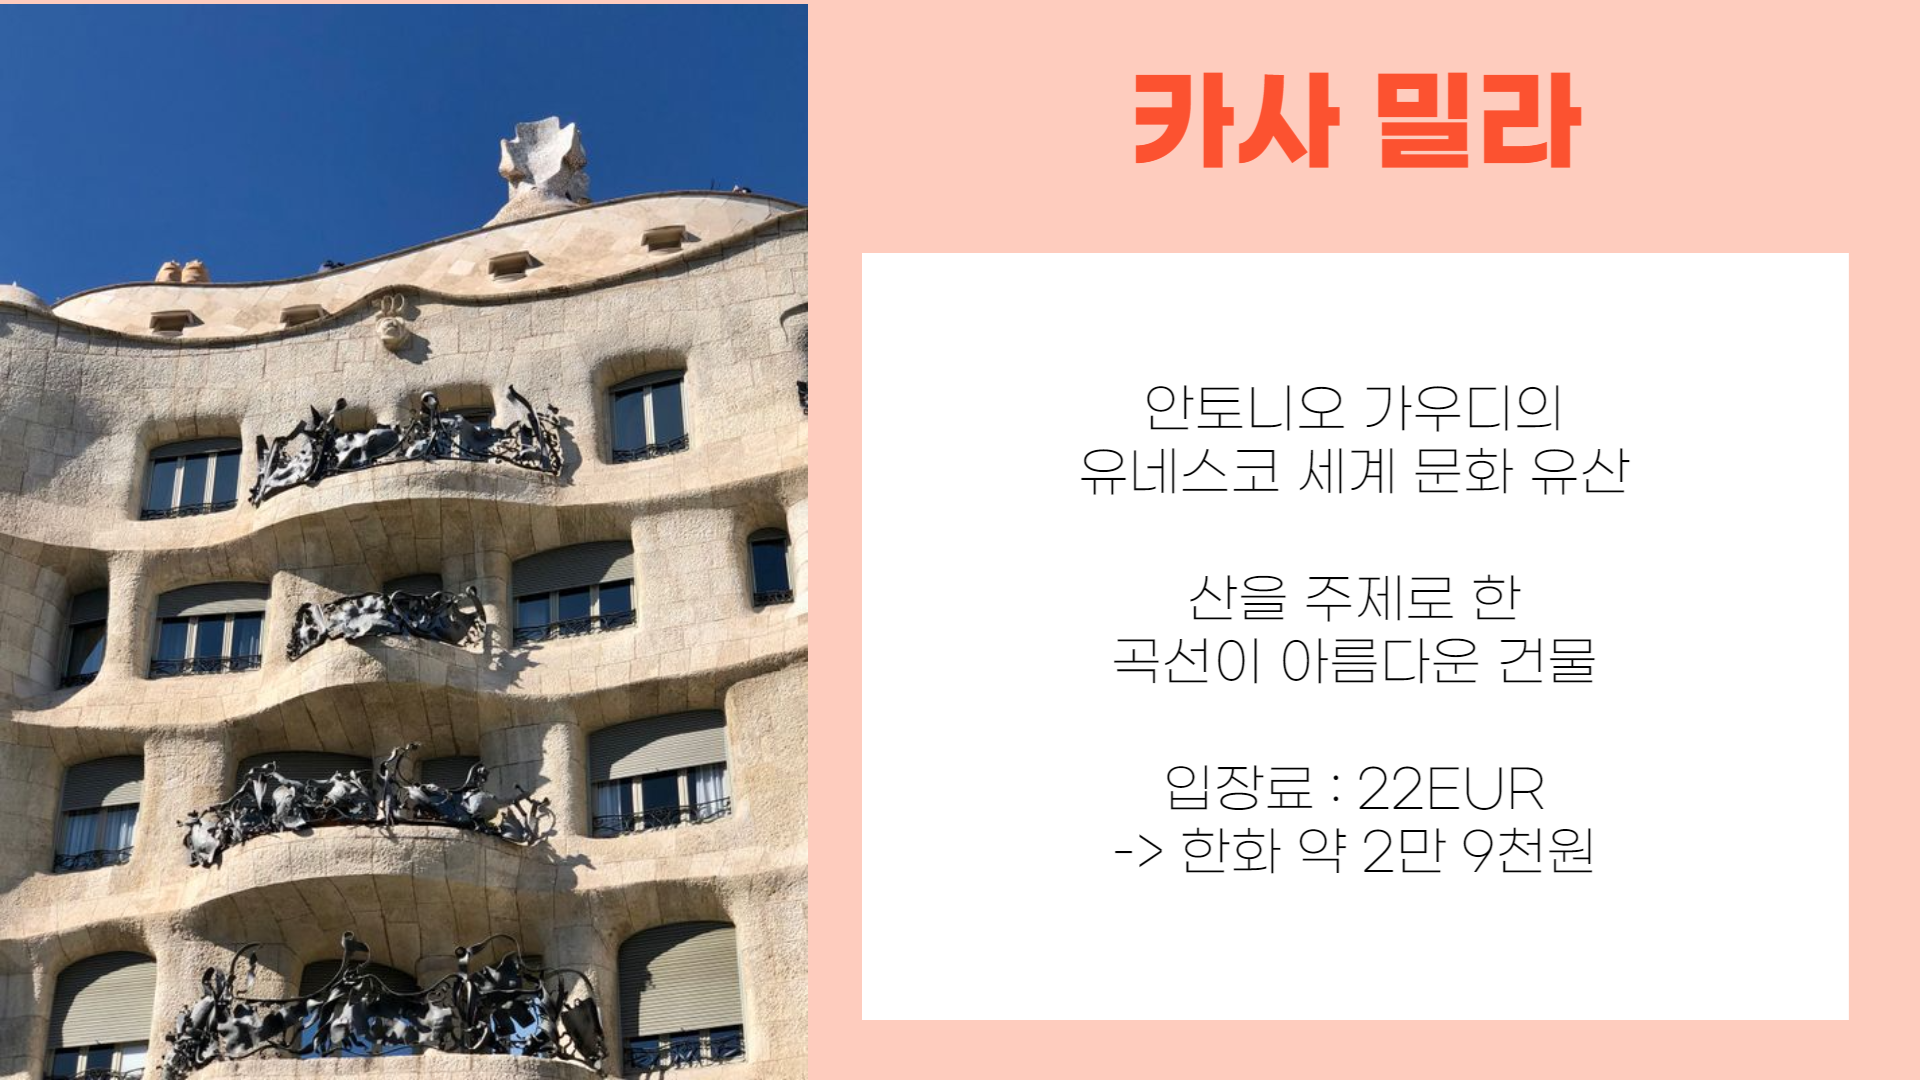 카사 밀라
안토니오 가우디의
유네스코 세계 문화 유산
산을 주제로 한
곡선이 아름다운 건물
입장료 : 22EUR
-> 한화 약 2만 9천원